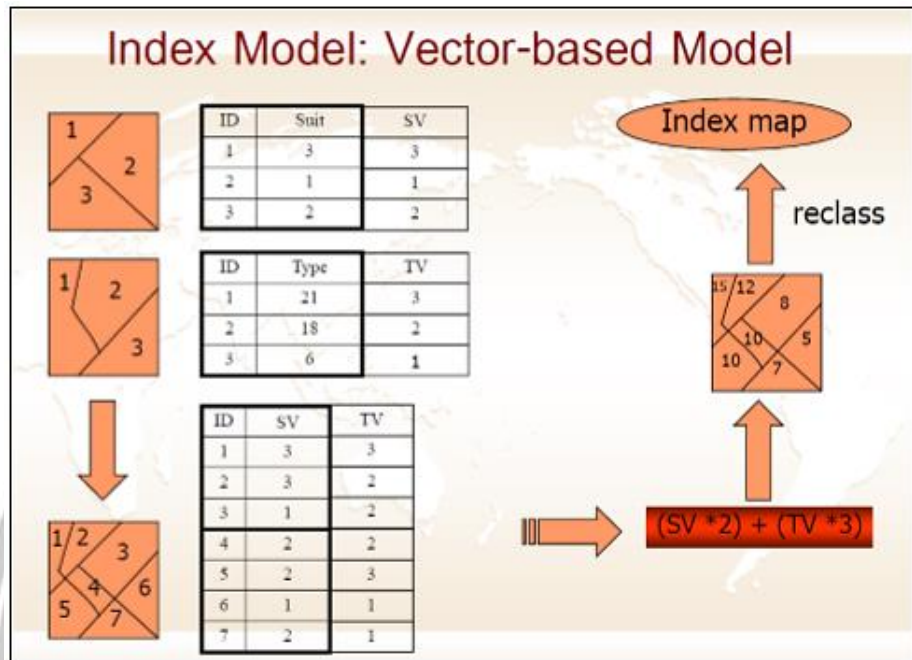 Index Model: Vector-based Model
1
2
3
ID Suit SV
1 3 3
2 1 1
3 2 2
1
2
3
ID Type TV
1 21 3
2 18 2
3 6 1
1 2
3
4
5
6
7
ID SV TV
1 3 3
2 3 2
3 1 2
4 2 2
5 2 3
6 1 1
7 2 1
(SV *2) + (TV *3)
15 12
8
10
5
10
7
reclass
Index map